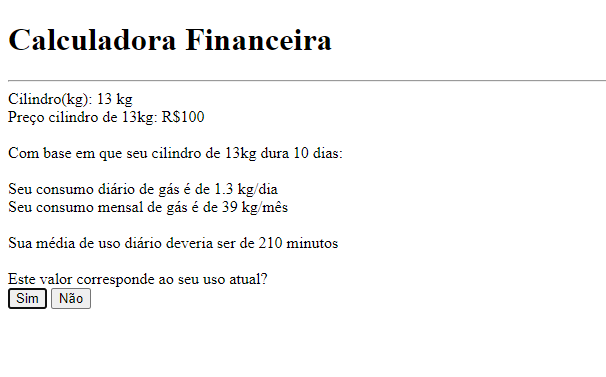 Calculadora Financeira
Cilindro(kg): 13 kg
Preço cilindro de 13kg: R$100
Com base em que seu cilindro de 13kg dura 10 dias:
Seu consumo diário de gás é de 1.3 kg/dia
Seu consumo mensal de gás é de 39 kg/mês
Sua média de uso diário deveria ser de 210 minutos
Este valor corresponde ao seu uso atual?
Sim Não